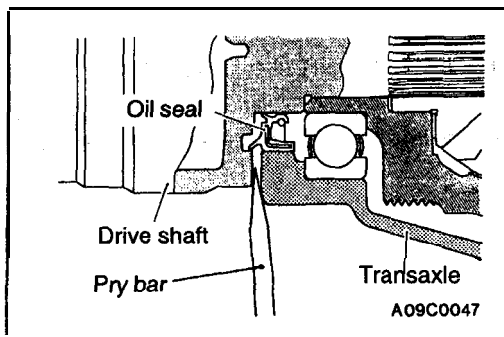 Oil seal
Drive shaft
Pry bar
Transaxle
A09C0047